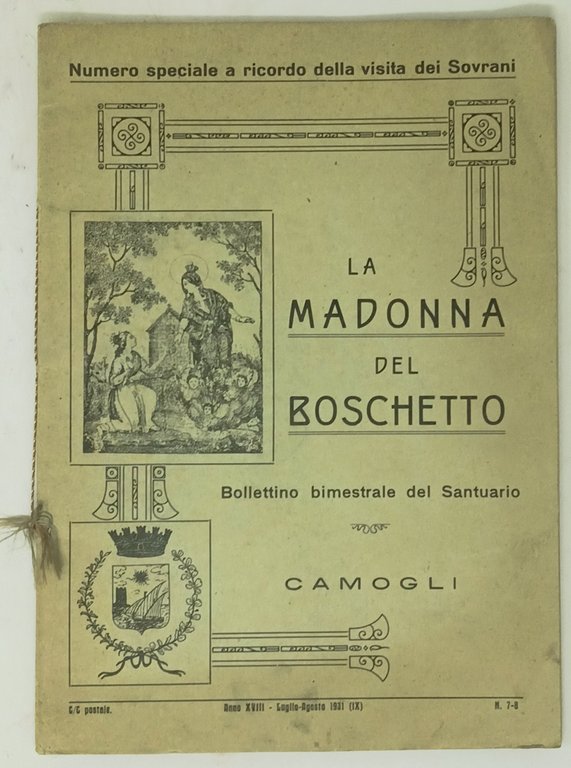 Numero speciale a ricordo della visita dei Sovrani
LA
MADONNA
DEL
BOSCHETTO
Bollettino bimestrale del Santuario
CAMOGLI
C/C postale.
Anno XVIII - Luglio-Agosto 1931 (IX)
N. 7-8